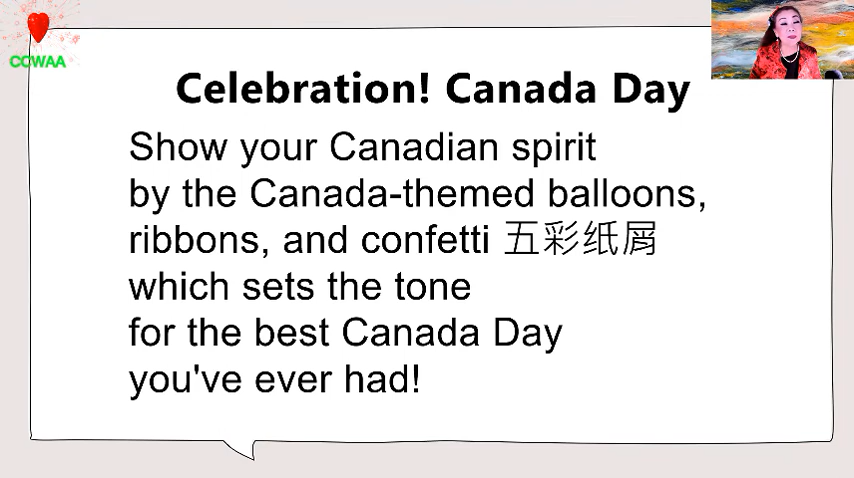 CCWAA
Celebration! Canada Day
Show your Canadian spirit
by the Canada-themed balloons,
ribbons, and confetti 五彩纸屑
which sets the tone
for the best Canada Day
you've ever had!